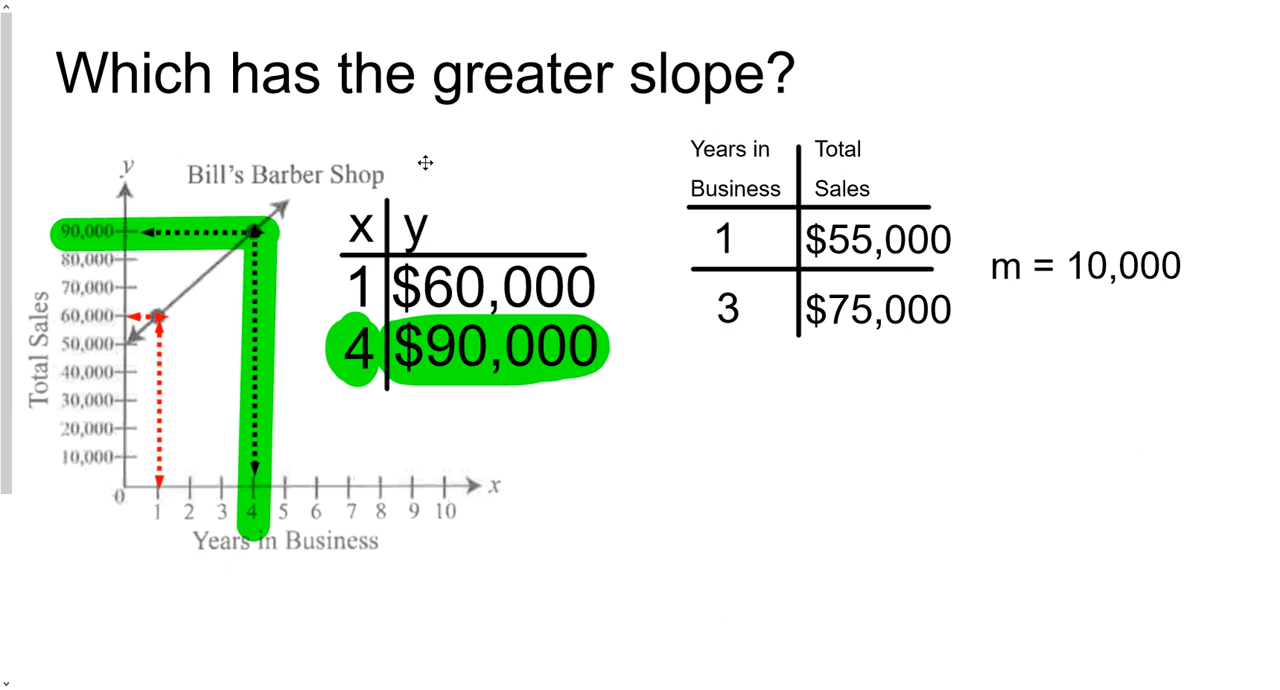 Which has the greater slope?
Bill's Barber Shop
y
90,000
80,000
70,000
60,000
50,000
40,000
30,000
20,000
10,000
0
1 2 3 4 5 6 7 8 9 10
x
Total Sales
Years in Business
x y
1 $60,000
4 $90,000
Years in Total
Business Sales
1 $55,000
3 $75,000
m = 10,000